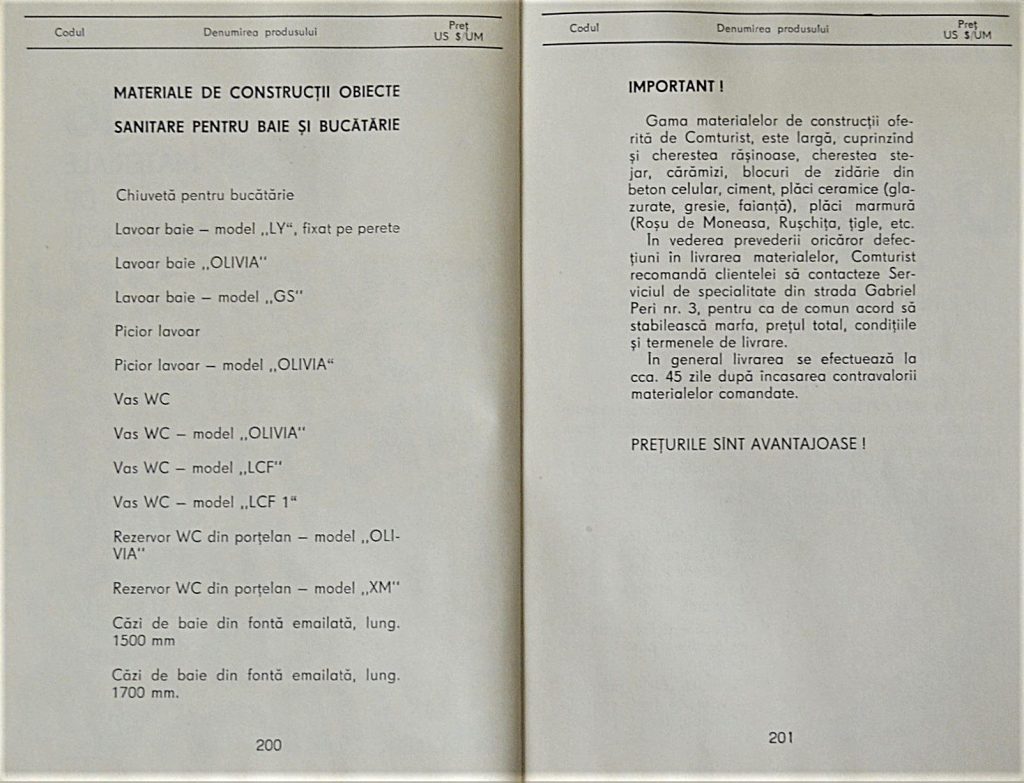 Codul Denumirea produsului Preț
US $/UM
MATERIALE DE CONSTRUCȚII OBIECTE
SANITARE PENTRU BAIE ȘI BUCĂTĂRIE
Chiuvetă pentru bucătărie
Lavoar baie – model „LY“, fixat pe perete
Lavoar baie „OLIVIA“
Lavoar baie – model „GS“
Picior lavoar
Picior lavoar – model „OLIVIA“
Vas WC
Vas WC – model „OLIVIA“
Vas WC – model „LCF“
Vas WC – model „LCF 1“
Rezervor WC din porțelan – model „OLI-
VIA“
Rezervor WC din porțelan – model „XM“
Căzi de baie din fontă emailată, lung.
1500 mm
Căzi de baie din fontă emailată, lung.
1700 mm.
200
Codul Denumirea produsului Preț
US $/UM
IMPORTANT !
Gama materialelor de construcții ofe-
rită de Comturist, este largă, cuprinzînd
și cherestea rășinoase, cherestea ste-
jar, cărămizi, blocuri de zidărie din
beton celular, ciment, plăci ceramice (gla-
zurate, gresie, faianță), plăci marmură
(Roșu de Moneasa, Rușchița, țigle, etc.
In vederea prevederii oricăror defec-
țiuni în livrarea materialelor, Comturist
recomandă clientelei să contacteze Ser-
viciul de specialitate din strada Gabriel
Peri nr. 3, pentru ca de comun acord să
stabilească marfa, prețul total, condițiile
și termenele de livrare.
In general livrarea se efectuează la
cca. 45 zile după încasarea contravalorii
materialelor comandate.
PREȚURILE SÎNT AVANTAJOASE !
201